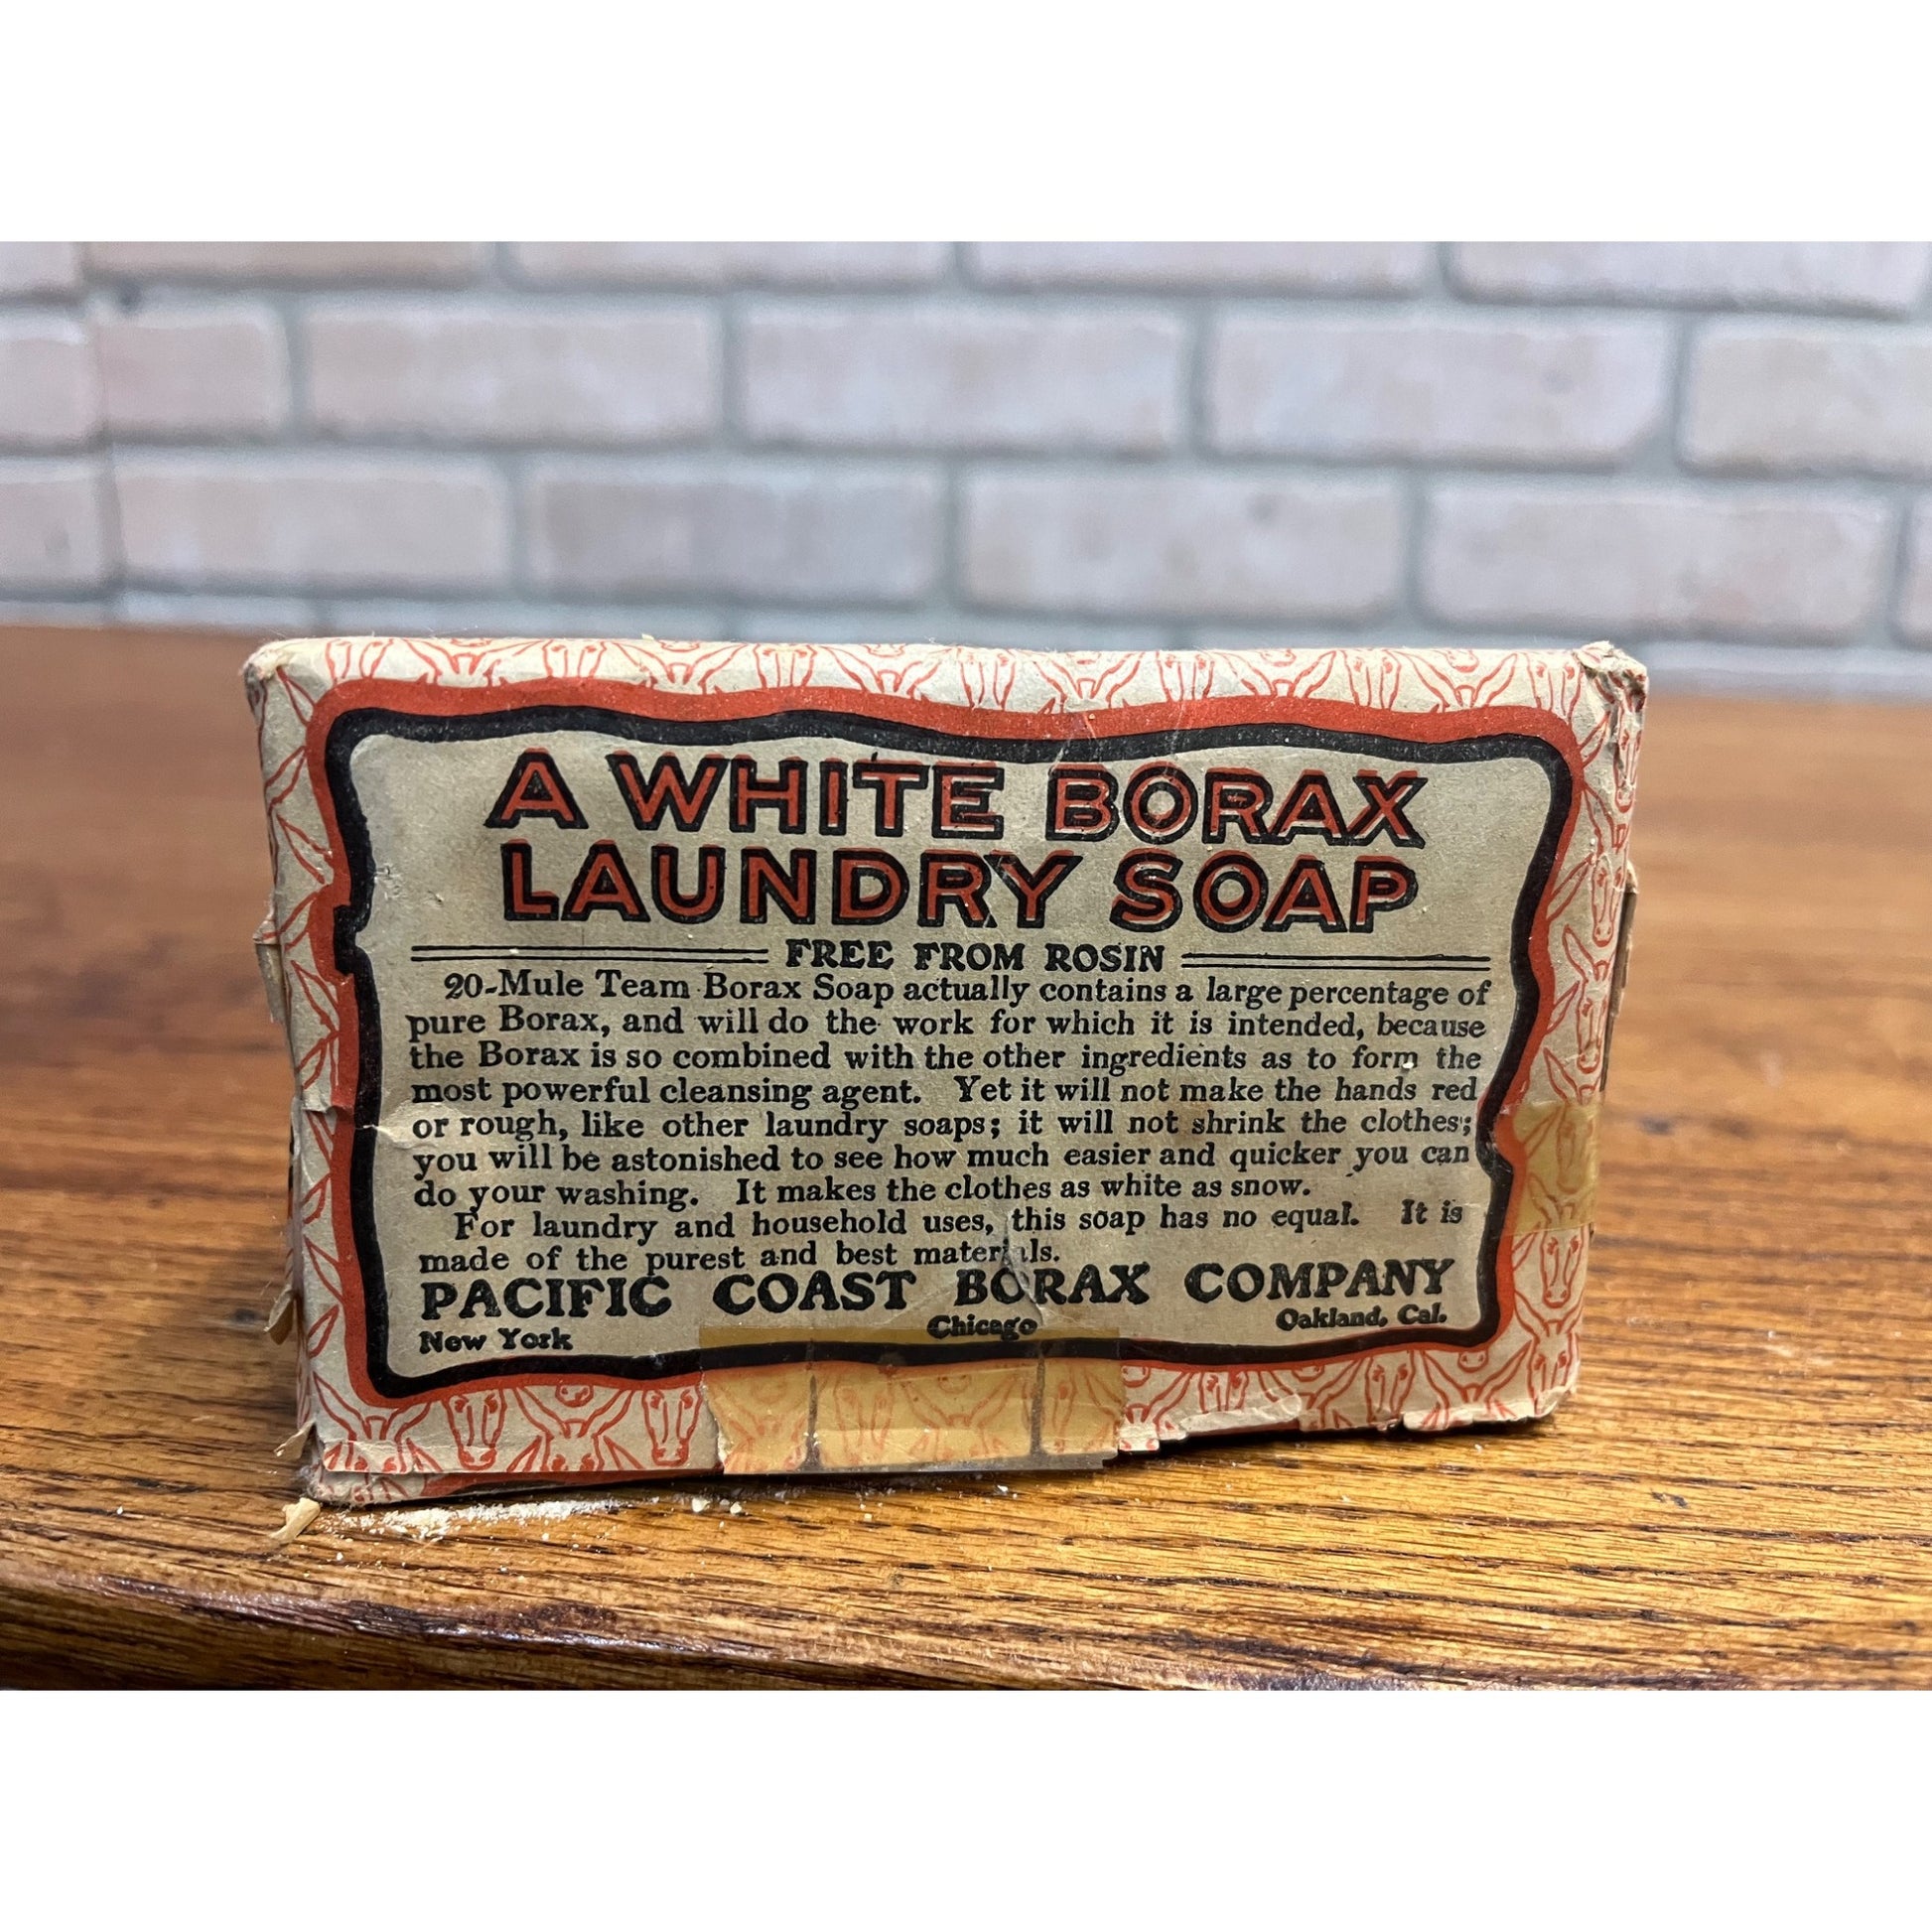 A WHITE BORAX
LAUNDRY SOAP
FREE FROM ROSIN
20-Mule Team Borax Soap actually contains a large percentage of
pure Borax, and will do the work for which it is intended, because
the Borax is so combined with the other ingredients as to form the
most powerful cleansing agent. Yet it will not make the hands red
or rough, like other laundry soaps; it will not shrink the clothes;
you will be astonished to see how much easier and quicker you can
do your washing. It makes the clothes as white as snow.
For laundry and household uses, this soap has no equal. It is
made of the purest and best materials.
PACIFIC COAST BORAX COMPANY
New York Chicago Oakland, Cal.